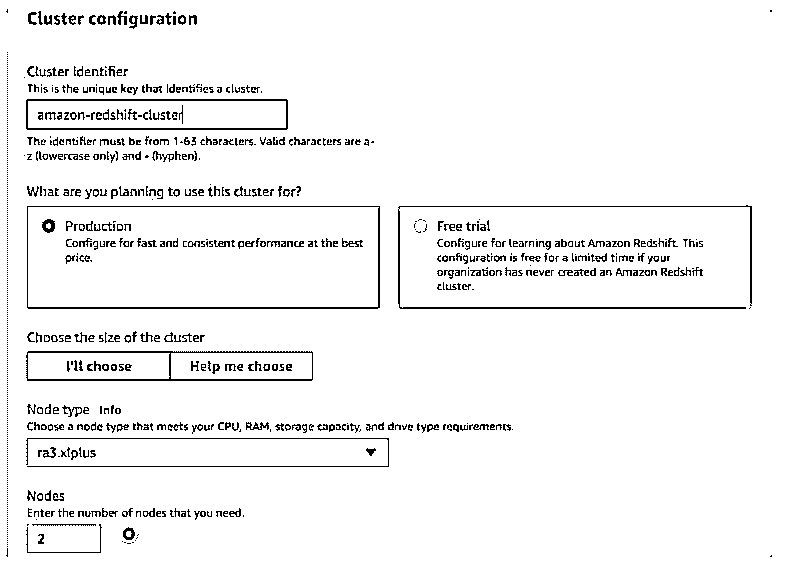 Cluster configuration
Cluster identifier
This is the unique key that identifies a cluster.
amazon-redshift-cluster
The identifier must be from 1-63 characters. Valid characters are a-
z (lowercase only) and - (hyphen).
What are you planning to use this cluster for?
Production
Configure for fast and consistent performance at the best
price.
Free trial
Configure for learning about Amazon Redshift. This
configuration is free for a limited time if your
organization has never created an Amazon Redshift
cluster.
Choose the size of the cluster
I'll choose
Help me choose
Node type Info
Choose a node type that meets your CPU, RAM, storage capacity, and drive type requirements.
ra3.xlplus
Nodes
Enter the number of nodes that you need.
2